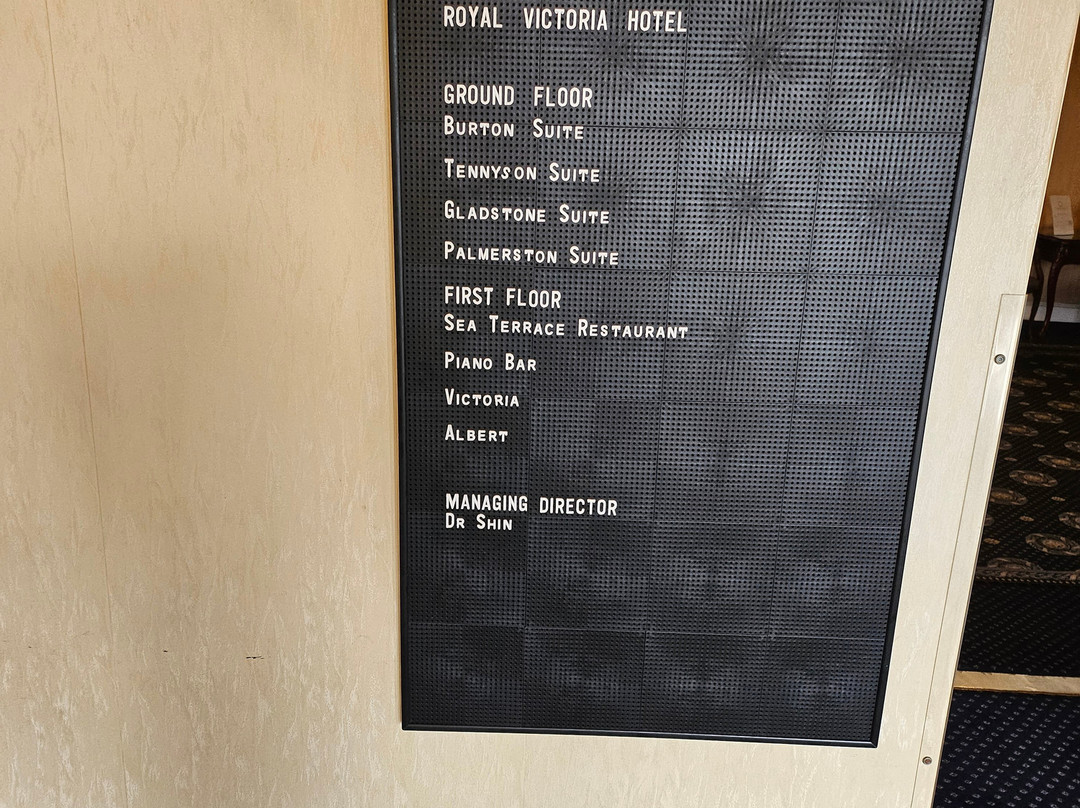 ROYAL VICTORIA HOTEL
GROUND FLOOR
BURTON SUITE
TENNYSON SUITE
GLADSTONE SUITE
PALMERSTON SUITE
FIRST FLOOR
SEA TERRACE RESTAURANT
PIANO BAR
VICTORIA
ALBERT
MANAGING DIRECTOR
DR SHIN